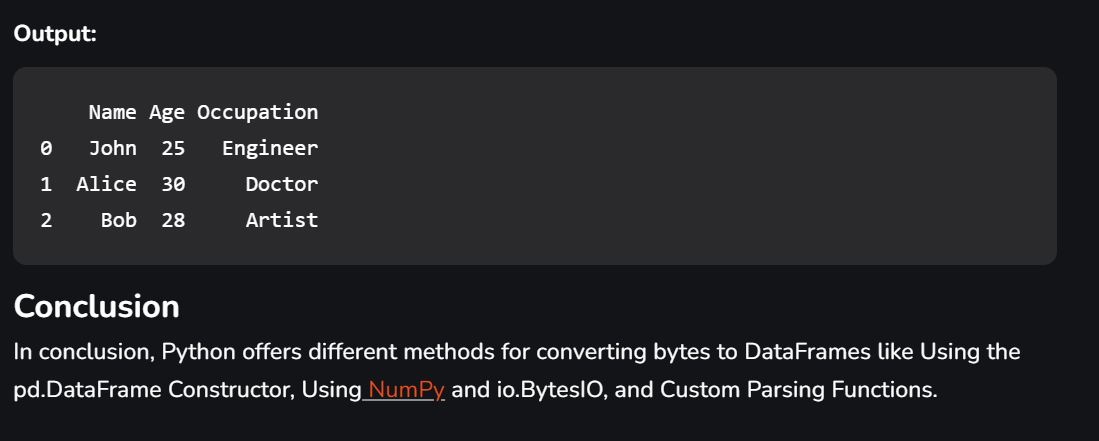 Output:
Name Age Occupation
0 John 25 Engineer
1 Alice 30 Doctor
2 Bob 28 Artist
Conclusion
In conclusion, Python offers different methods for converting bytes to DataFrames like Using the
pd.DataFrame Constructor, Using NumPy and io.BytesIO, and Custom Parsing Functions.